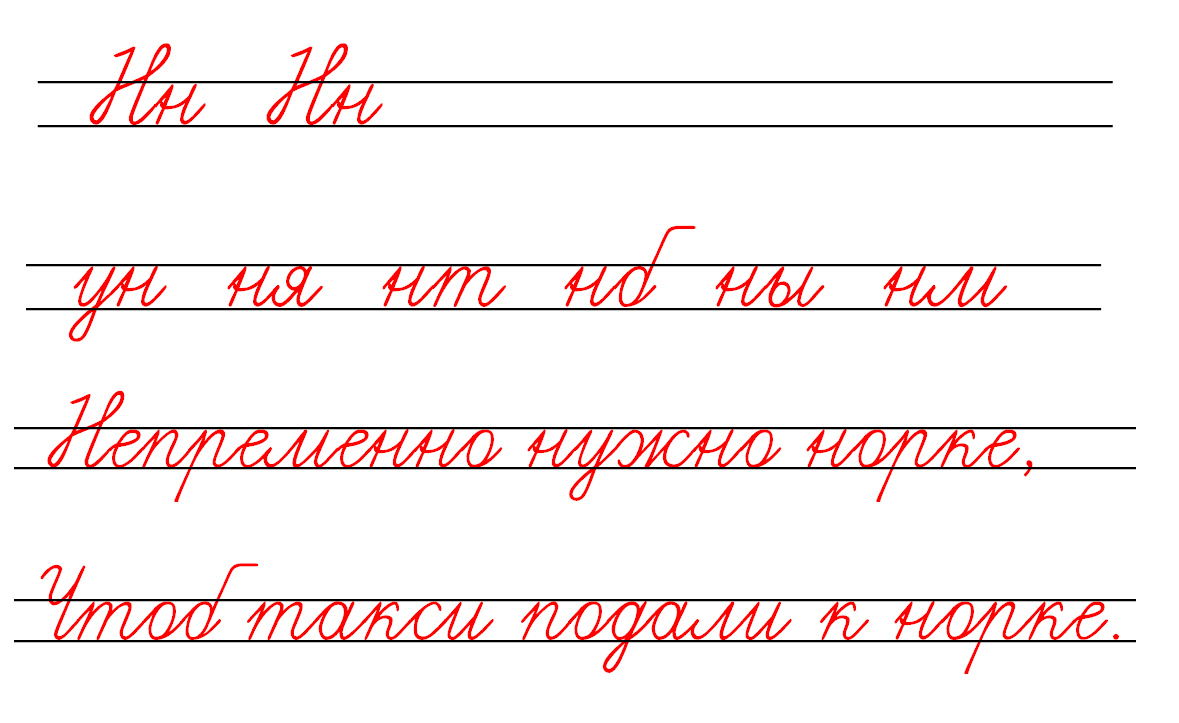 Нн Нн
ун ня нт нб ны нм
Непременно нужно норке,
Чтоб такси подали к норке.